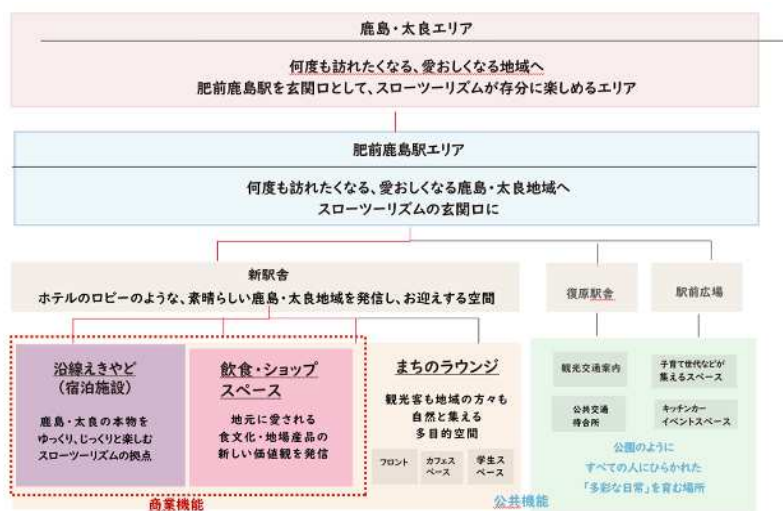 鹿島・太良エリア
何度も訪れたくなる、愛おしくなる地域へ
肥前鹿島駅を玄関口として、スローツーリズムが存分に楽しめるエリア
肥前鹿島駅エリア
何度も訪れたくなる、愛おしくなる鹿島・太良地域へ
スローツーリズムの玄関口に
新駅舎
ホテルのロビーのような、素晴らしい鹿島・太良地域を発信し、お迎えする空間
復原駅舎
駅前広場
沿線えきやど
(宿泊施設)
鹿島・太良の本物を
ゆっくり、じっくりと楽しむ
スローツーリズムの拠点
飲食・ショップ
スペース
地元に愛される
食文化・地場産品の
新しい価値観を発信
まちのラウンジ
観光客も地域の方々も
自然と集える
多目的空間
フロント
カフェス
ペース
学生ス
ペース
観光交通案内
子育て世代などが
集えるスペース
公共交通
待合所
キッチンカー
イベントスペース
公園のように
すべての人にひらかれた
「多彩な日常」を育む場所
商業機能
公共機能